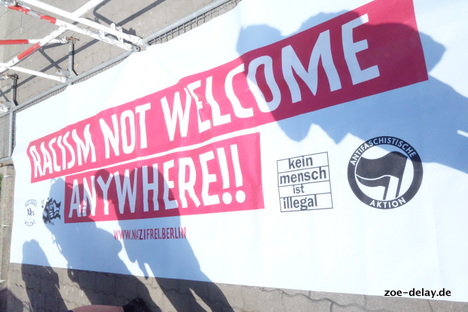 RACISM NOT WELCOME
ANYWHERE!!
WWW.NAZIFREI.BERLIN
kein
mensch
ist
illegal
ANTIFASCHISTISCHE
AKTION
zoe-delay.de